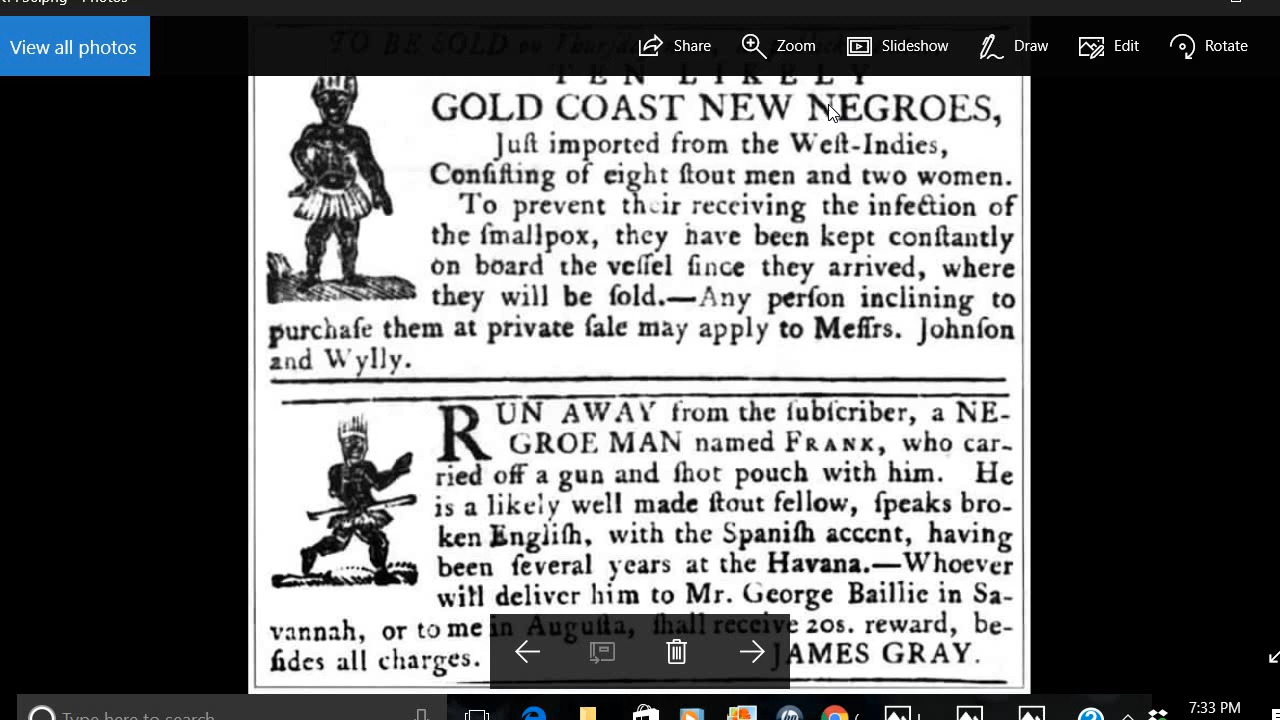 Photos
View all photos
Share
Zoom
Slideshow
Draw
Edit
Rotate
TO BE SOLD on
TEN LIKELY
GOLD COAST NEW NEGROES,
Juſt imported from the Weſt-Indies,
Conſiſting of eight ſtout men and two women.
To prevent their receiving the infection of
the ſmallpox, they have been kept conſtantly
on board the veſſel ſince they arrived, where
they will be ſold.—Any perſon inclining to
purchaſe them at private ſale may apply to Meſſrs. Johnſon
and Wylly.
RUN AWAY from the ſubſcriber, a NE-
GROE MAN named FRANK, who car-
ried off a gun and ſhot pouch with him. He
is a likely well made ſtout fellow, ſpeaks bro-
ken Engliſh, with the Spaniſh accent, having
been ſeveral years at the Havana.—Whoever
will deliver him to Mr. George Baillie in Sa-
vannah, or to me in Auguſta, ſhall receive 20s. reward, be-
ſides all charges.
JAMES GRAY.
Type here to search
7:33 PM